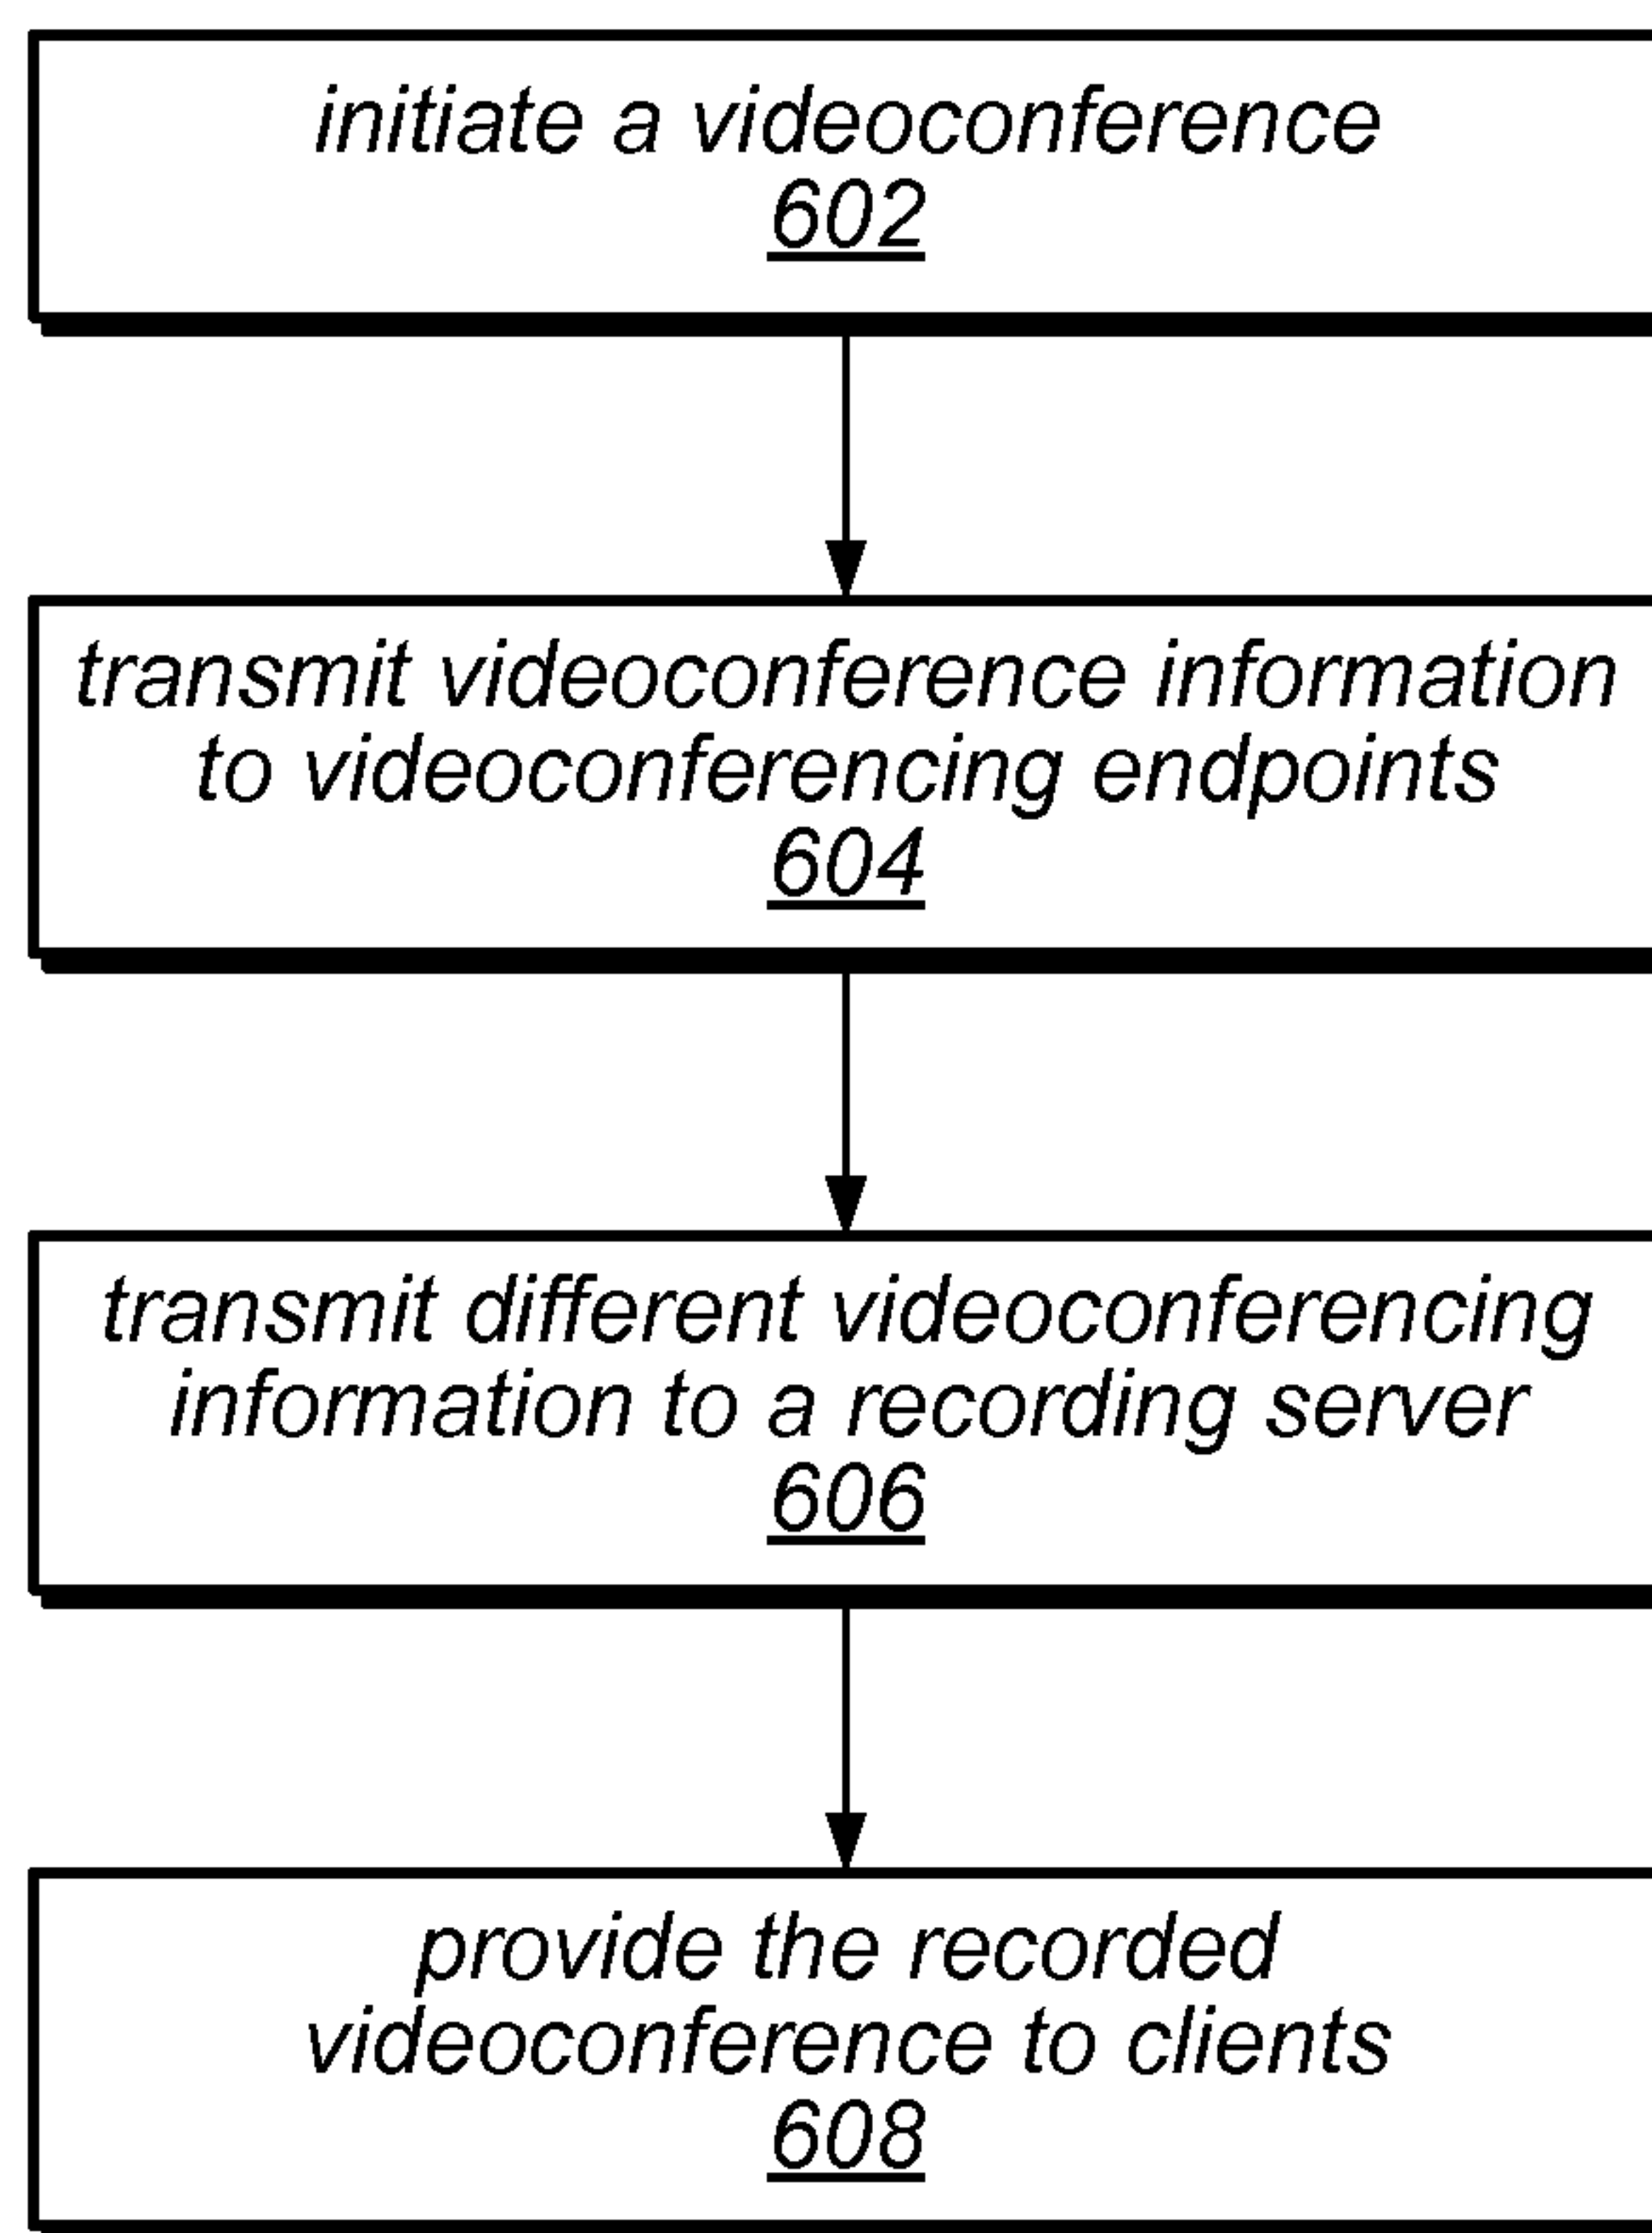 initiate a videoconference
602
transmit videoconference information
to videoconferencing endpoints
604
transmit different videoconferencing
information to a recording server
606
provide the recorded
videoconference to clients
608